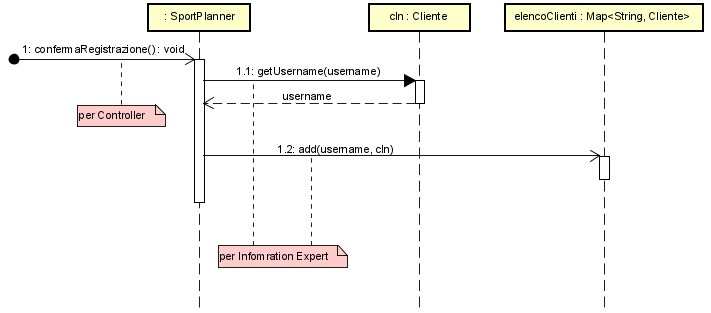 : SportPlanner
cln : Cliente
elencoClienti : Map<String, Cliente>
1: confermaRegistrazione() : void
1.1: getUsername(username)
username
per Controller
1.2: add(username, cln)
per Infomration Expert